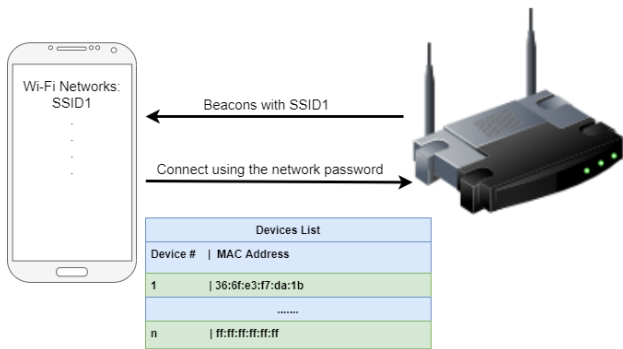 Wi-Fi Networks:
SSID1
.
.
.
.
Beacons with SSID1
Connect using the network password
Devices List
Device # | MAC Address
1 | 36:6f:e3:f7:da:1b
.......
n | ff:ff:ff:ff:ff:ff